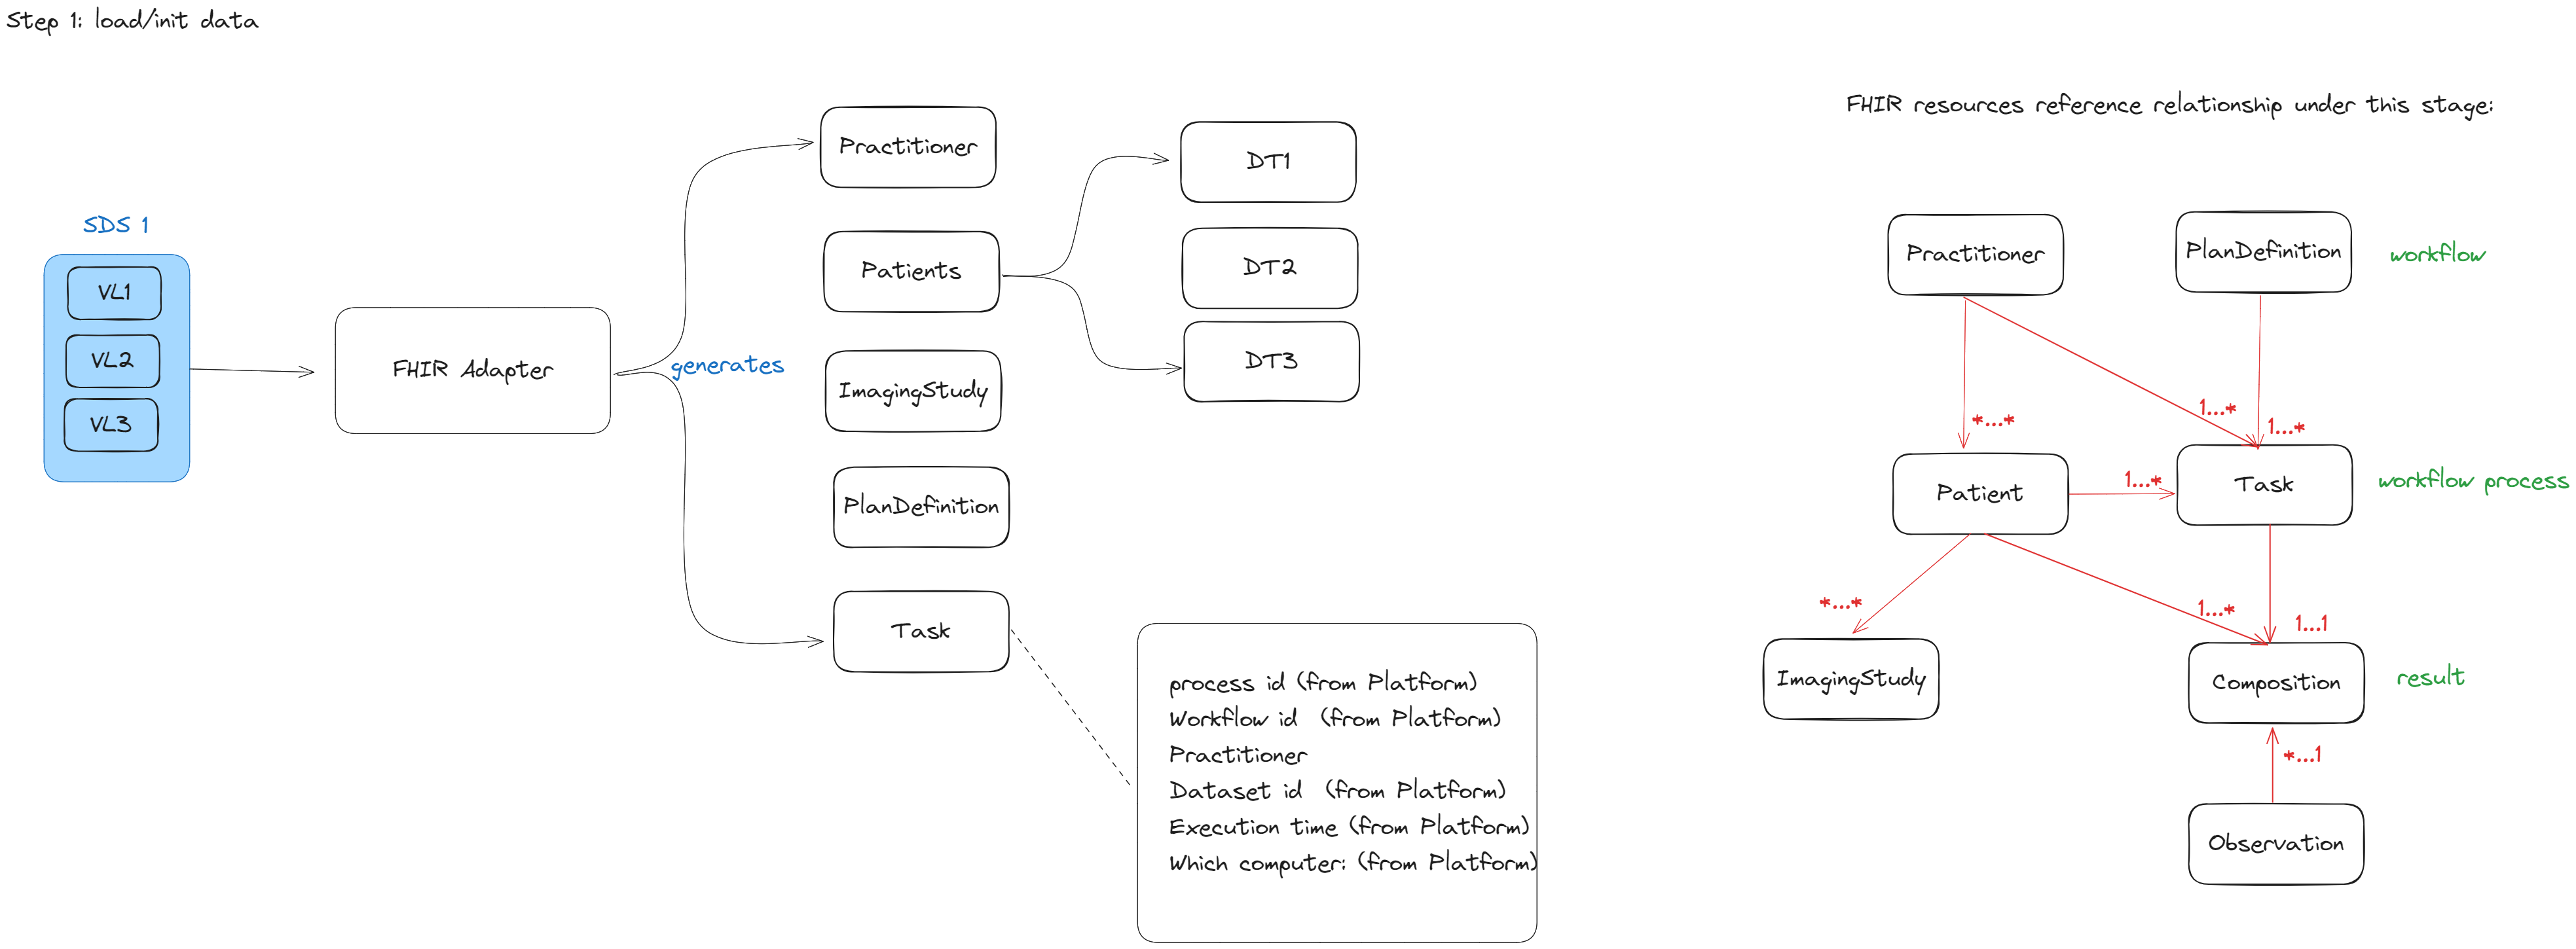 Step 1: load/init data
SDS 1
VL1
VL2
VL3
FHIR Adapter
generates
Practitioner
Patients
ImagingStudy
PlanDefinition
Task
DT1
DT2
DT3
process id (from Platform)
Workflow id (from Platform)
Practitioner
Dataset id (from Platform)
Execution time (from Platform)
Which computer: (from Platform)
FHIR resources reference relationship under this stage:
Practitioner
PlanDefinition
workflow
*...*
1...*
1...*
Patient
1...*
Task
workflow process
*...*
1...*
1...1
ImagingStudy
Composition
result
*...1
Observation